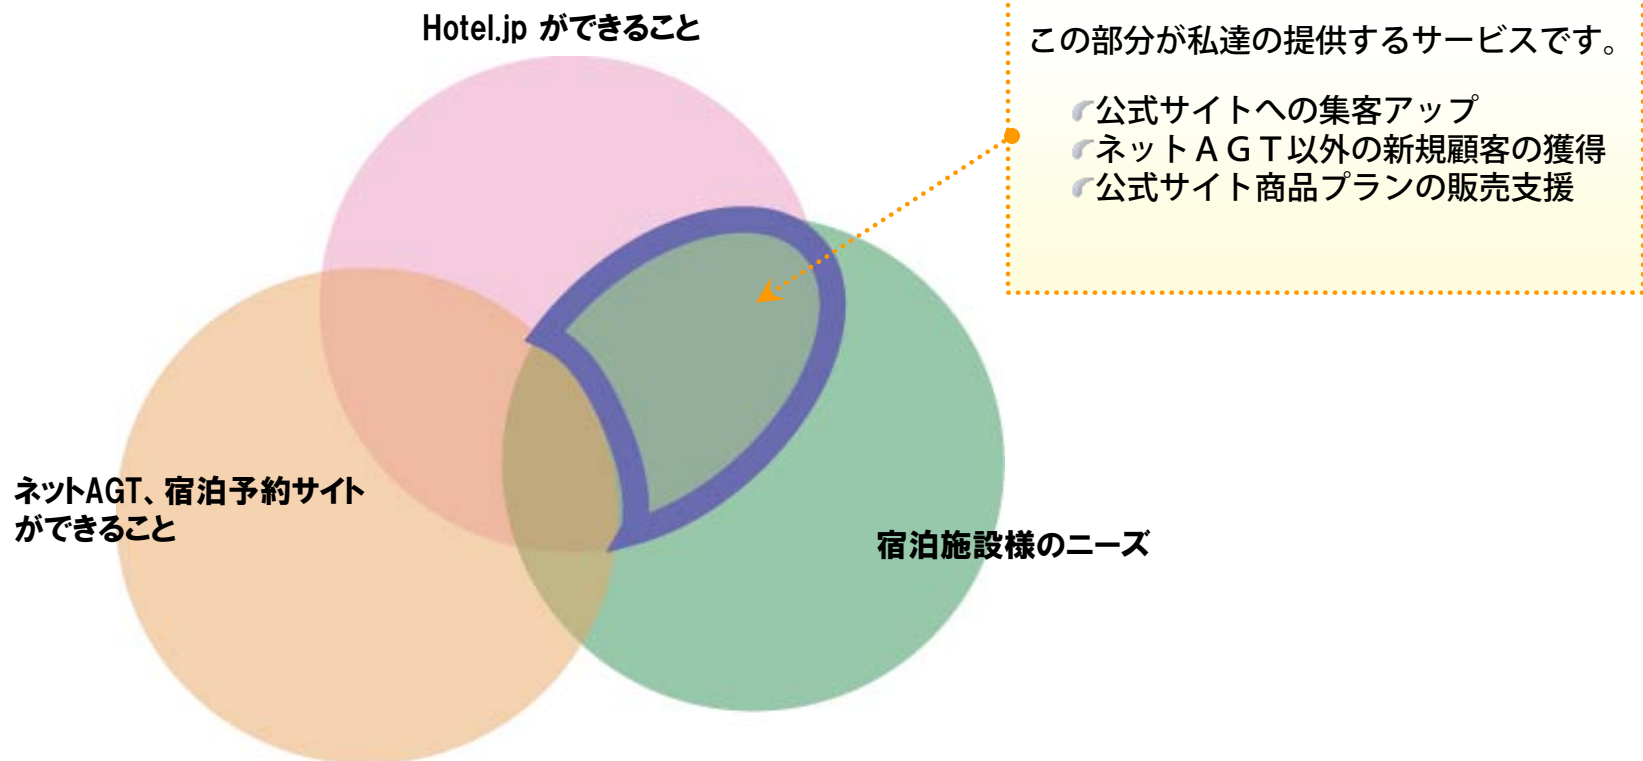 Hotel.jp ができること
この部分が私達の提供するサービスです。
公式サイトへの集客アップ
ネットＡＧＴ以外の新規顧客の獲得
公式サイト商品プランの販売支援
ネットAGT、宿泊予約サイト
ができること
宿泊施設様のニーズ